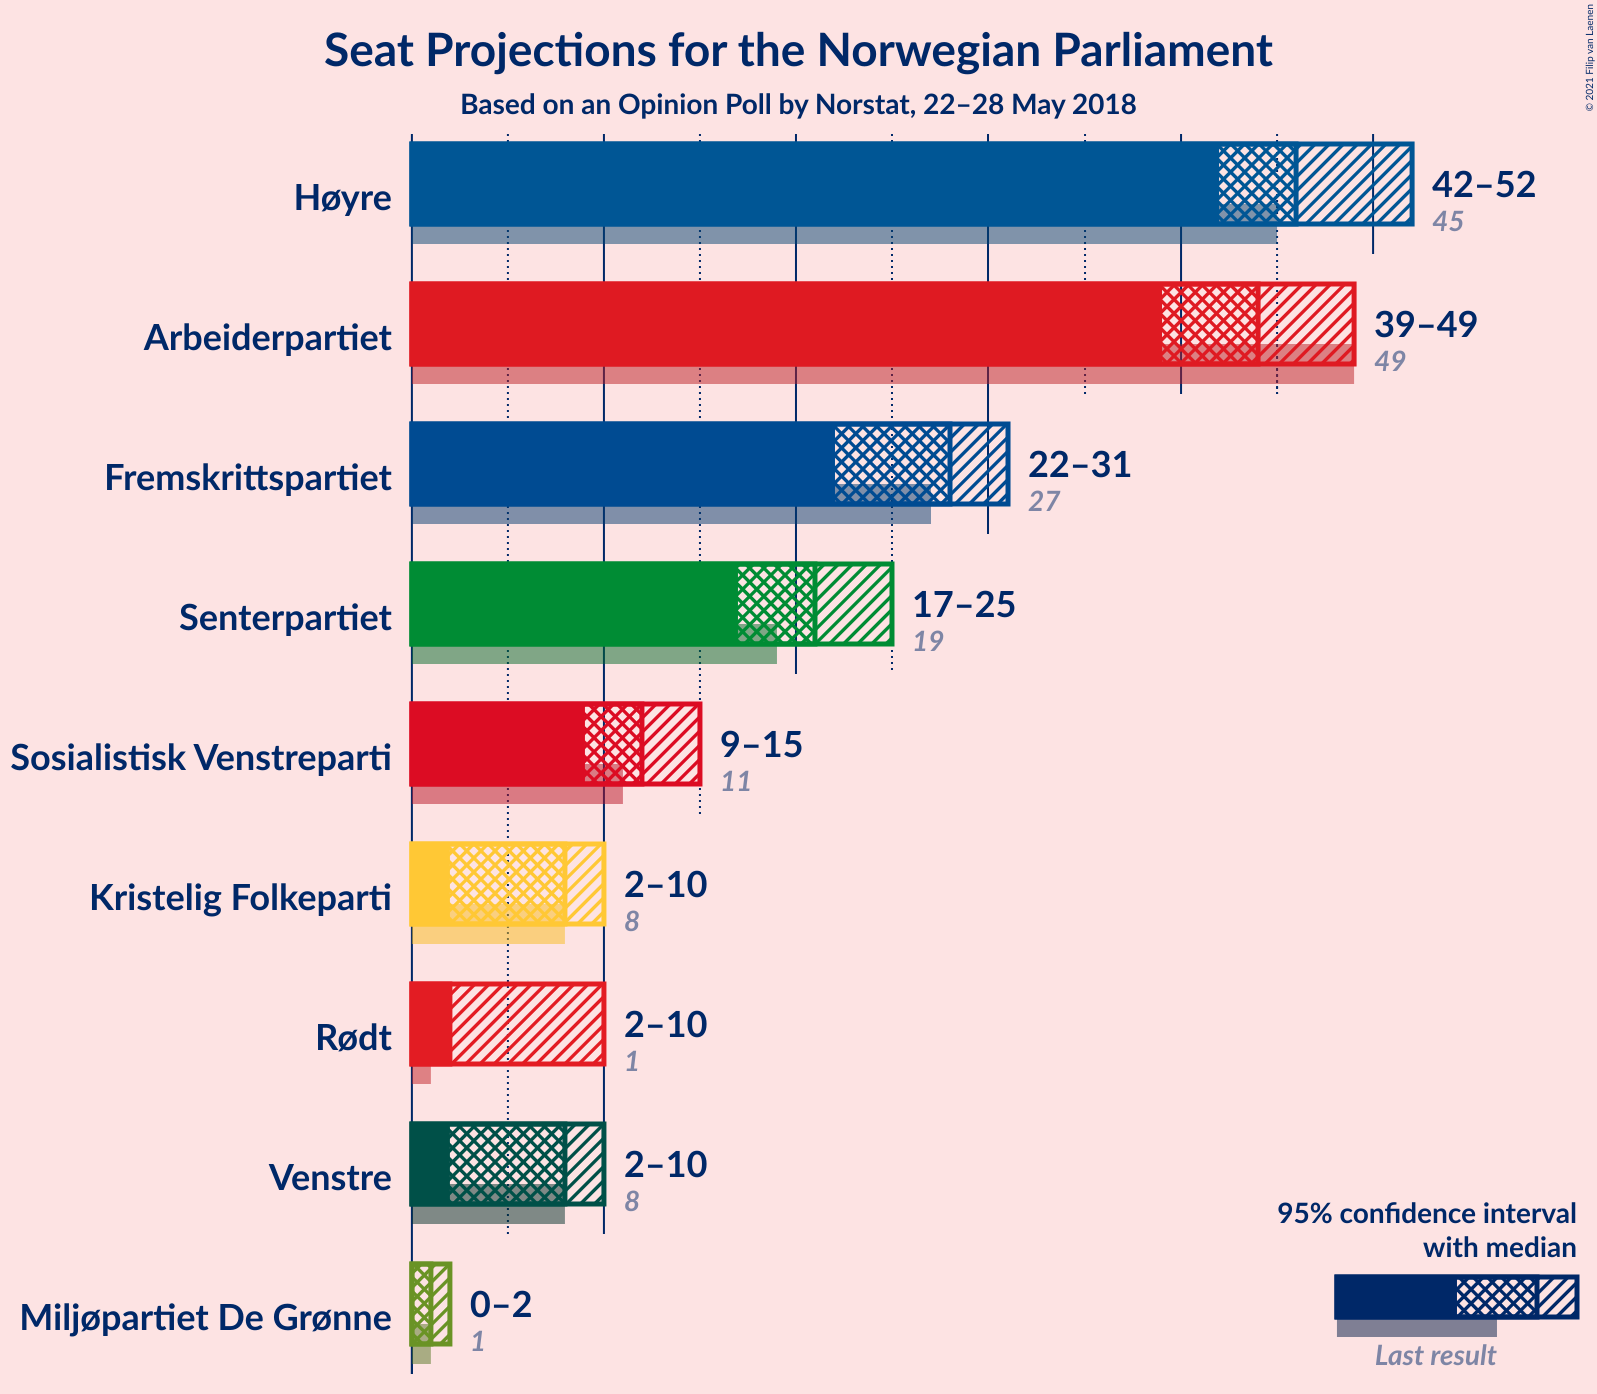 Seat Projections for the Norwegian Parliament
Based on an Opinion Poll by Norstat, 22–28 May 2018
© 2021 Filip van Laenen
Høyre
42–52
45
Arbeiderpartiet
39–49
49
Fremskrittspartiet
22–31
27
Senterpartiet
17–25
19
Sosialistisk Venstreparti
9–15
11
Kristelig Folkeparti
2–10
8
Rødt
2–10
1
Venstre
2–10
8
Miljøpartiet De Grønne
0–2
1
95% confidence interval
with median
Last result